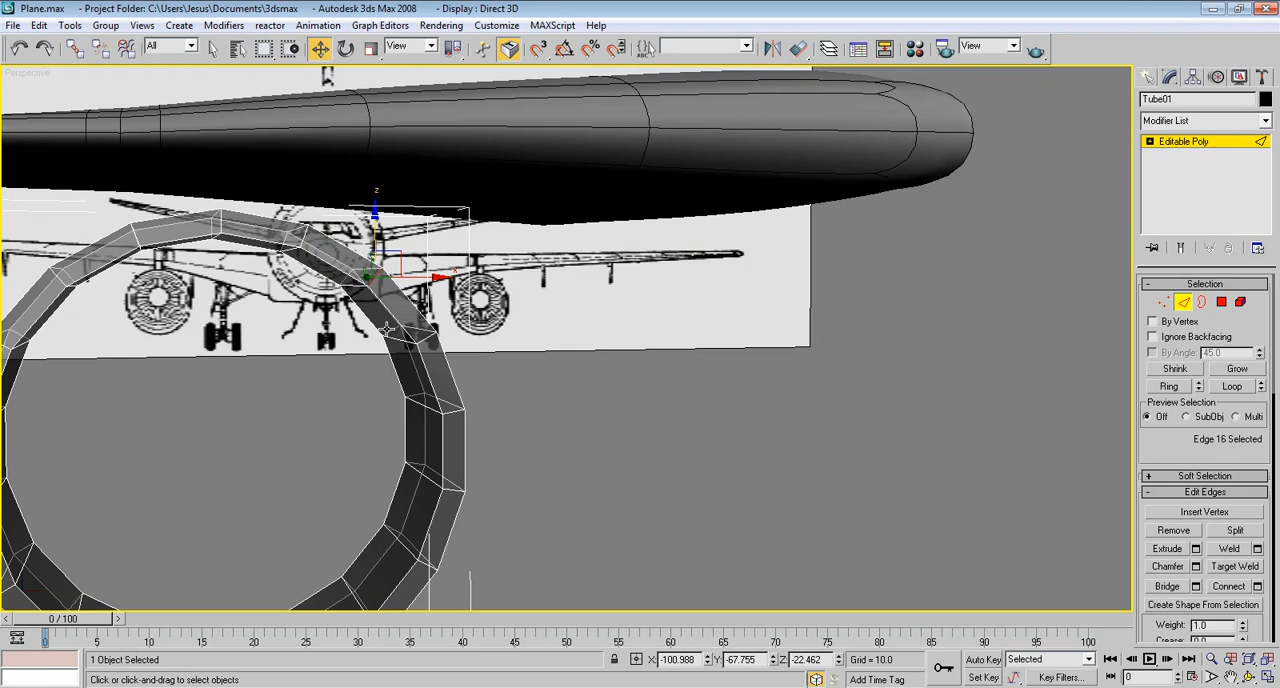 Plane.max - Project Folder: C:\Users\Jesus\Documents\3dsmax - Autodesk 3ds Max 2008 - Display : Direct 3D
File Edit Tools Group Views Create Modifiers reactor Animation Graph Editors Rendering Customize MAXScript Help
All View View
Perspective
z
x
Tube01
Modifier List
Editable Poly
Selection
By Vertex
Ignore Backfacing
By Angle: 45.0
Shrink Grow
Ring Loop
Preview Selection
Off SubObj Multi
Edge 16 Selected
Soft Selection
Edit Edges
Insert Vertex
Remove Split
Extrude Weld
Chamfer Target Weld
Bridge Connect
Create Shape From Selection
Weight: 1.0
0 / 100
0 5 10 15 20 25 30 35 40 45 50 55 60 65 70 75 80 85 90 95 100
1 Object Selected X: -100.988 Y: -67.755 Z: -22.462 Grid = 10.0 Auto Key Selected
Click or click-and-drag to select objects Add Time Tag Set Key Key Filters... 0